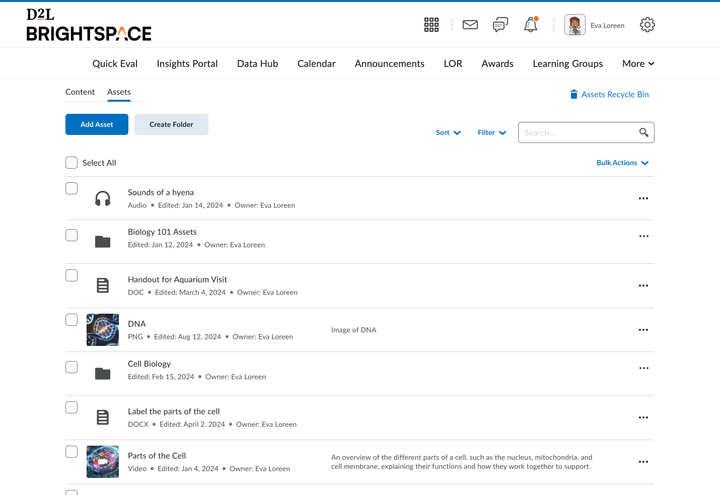 D2L
BRIGHTSPACE
Eva Loreen
Quick Eval Insights Portal Data Hub Calendar Announcements LOR Awards Learning Groups More
Content Assets
Assets Recycle Bin
Add Asset Create Folder
Sort Filter Search...
Select All
Bulk Actions
Sounds of a hyena
Audio • Edited: Jan 14, 2024 • Owner: Eva Loreen
Biology 101 Assets
Edited: Jan 12, 2024 • Owner: Eva Loreen
Handout for Aquarium Visit
DOC • Edited: March 4, 2024 • Owner: Eva Loreen
DNA
PNG • Edited: Aug 12, 2024 • Owner: Eva Loreen
Image of DNA
Cell Biology
Edited: Feb 15, 2024 • Owner: Eva Loreen
Label the parts of the cell
DOCX • Edited: April 2, 2024 • Owner: Eva Loreen
Parts of the Cell
Video • Edited: Jan 4, 2024 • Owner: Eva Loreen
An overview of the different parts of a cell, such as the nucleus, mitochondria, and
cell membrane, explaining their functions and how they work together to support.